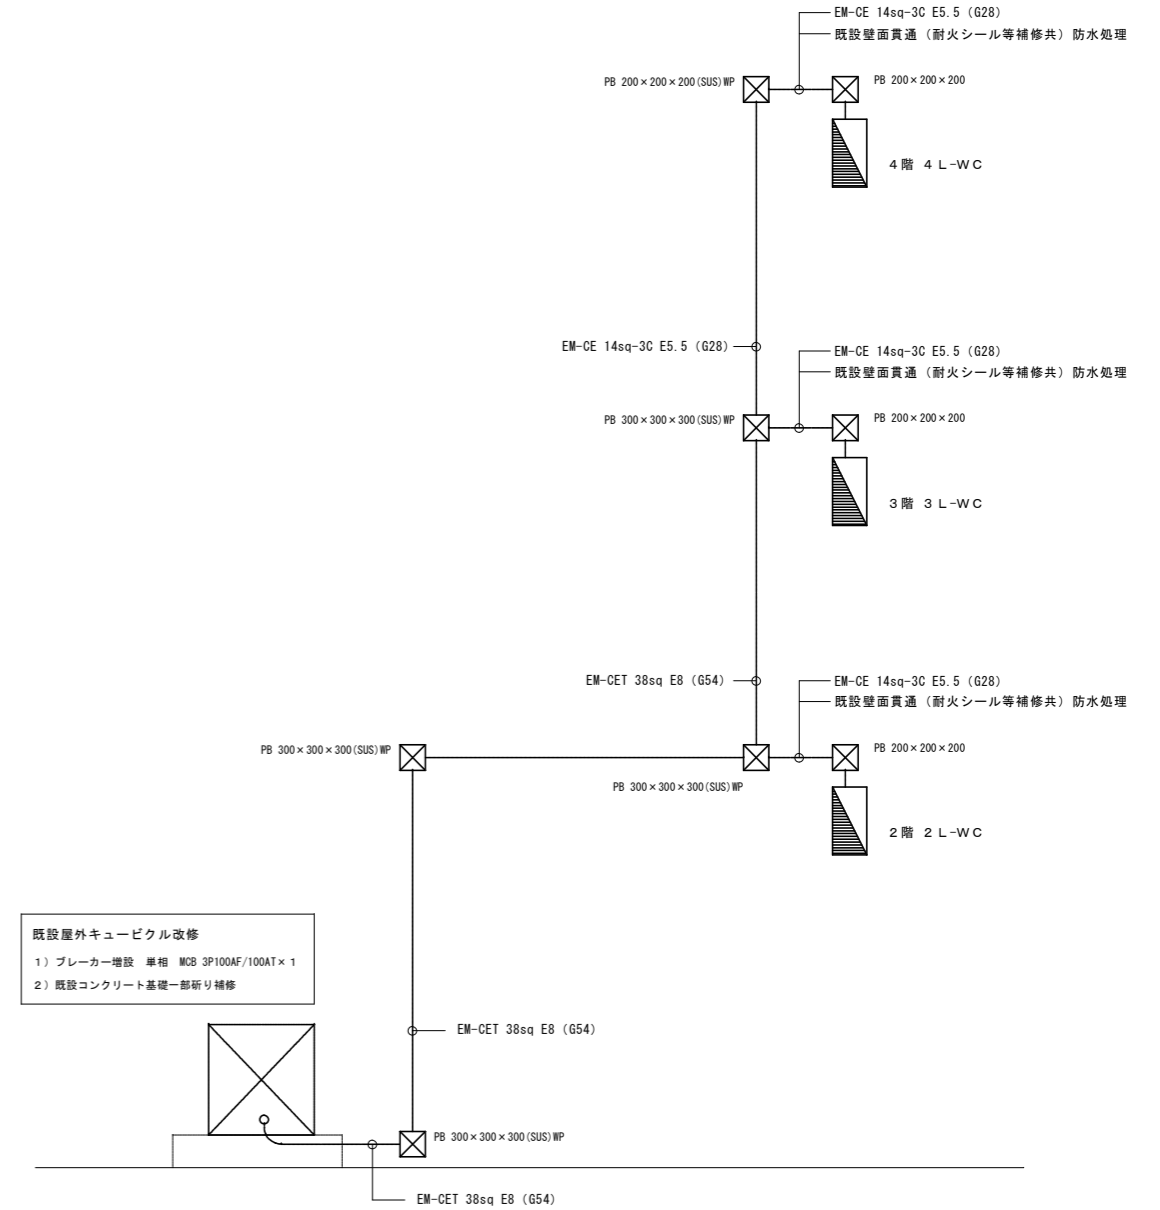 EM-CE 14sq-3C E5.5（G28）
既設壁面貫通（耐火シール等補修共）防水処理
PB 200×200×200(SUS)WP
PB 200×200×200
４階 ４Ｌ-ＷＣ
EM-CE 14sq-3C E5.5（G28）
EM-CE 14sq-3C E5.5（G28）
既設壁面貫通（耐火シール等補修共）防水処理
PB 300×300×300(SUS)WP
PB 200×200×200
３階 ３Ｌ-ＷＣ
EM-CET 38sq E8（G54）
EM-CE 14sq-3C E5.5（G28）
既設壁面貫通（耐火シール等補修共）防水処理
PB 300×300×300(SUS)WP
PB 200×200×200
PB 300×300×300(SUS)WP
２階 ２Ｌ-ＷＣ
既設屋外キュービクル改修
１）ブレーカー増設　単相　MCB 3P100AF/100AT×１
２）既設コンクリート基礎一部斫り補修
EM-CET 38sq E8（G54）
PB 300×300×300(SUS)WP
EM-CET 38sq E8（G54）